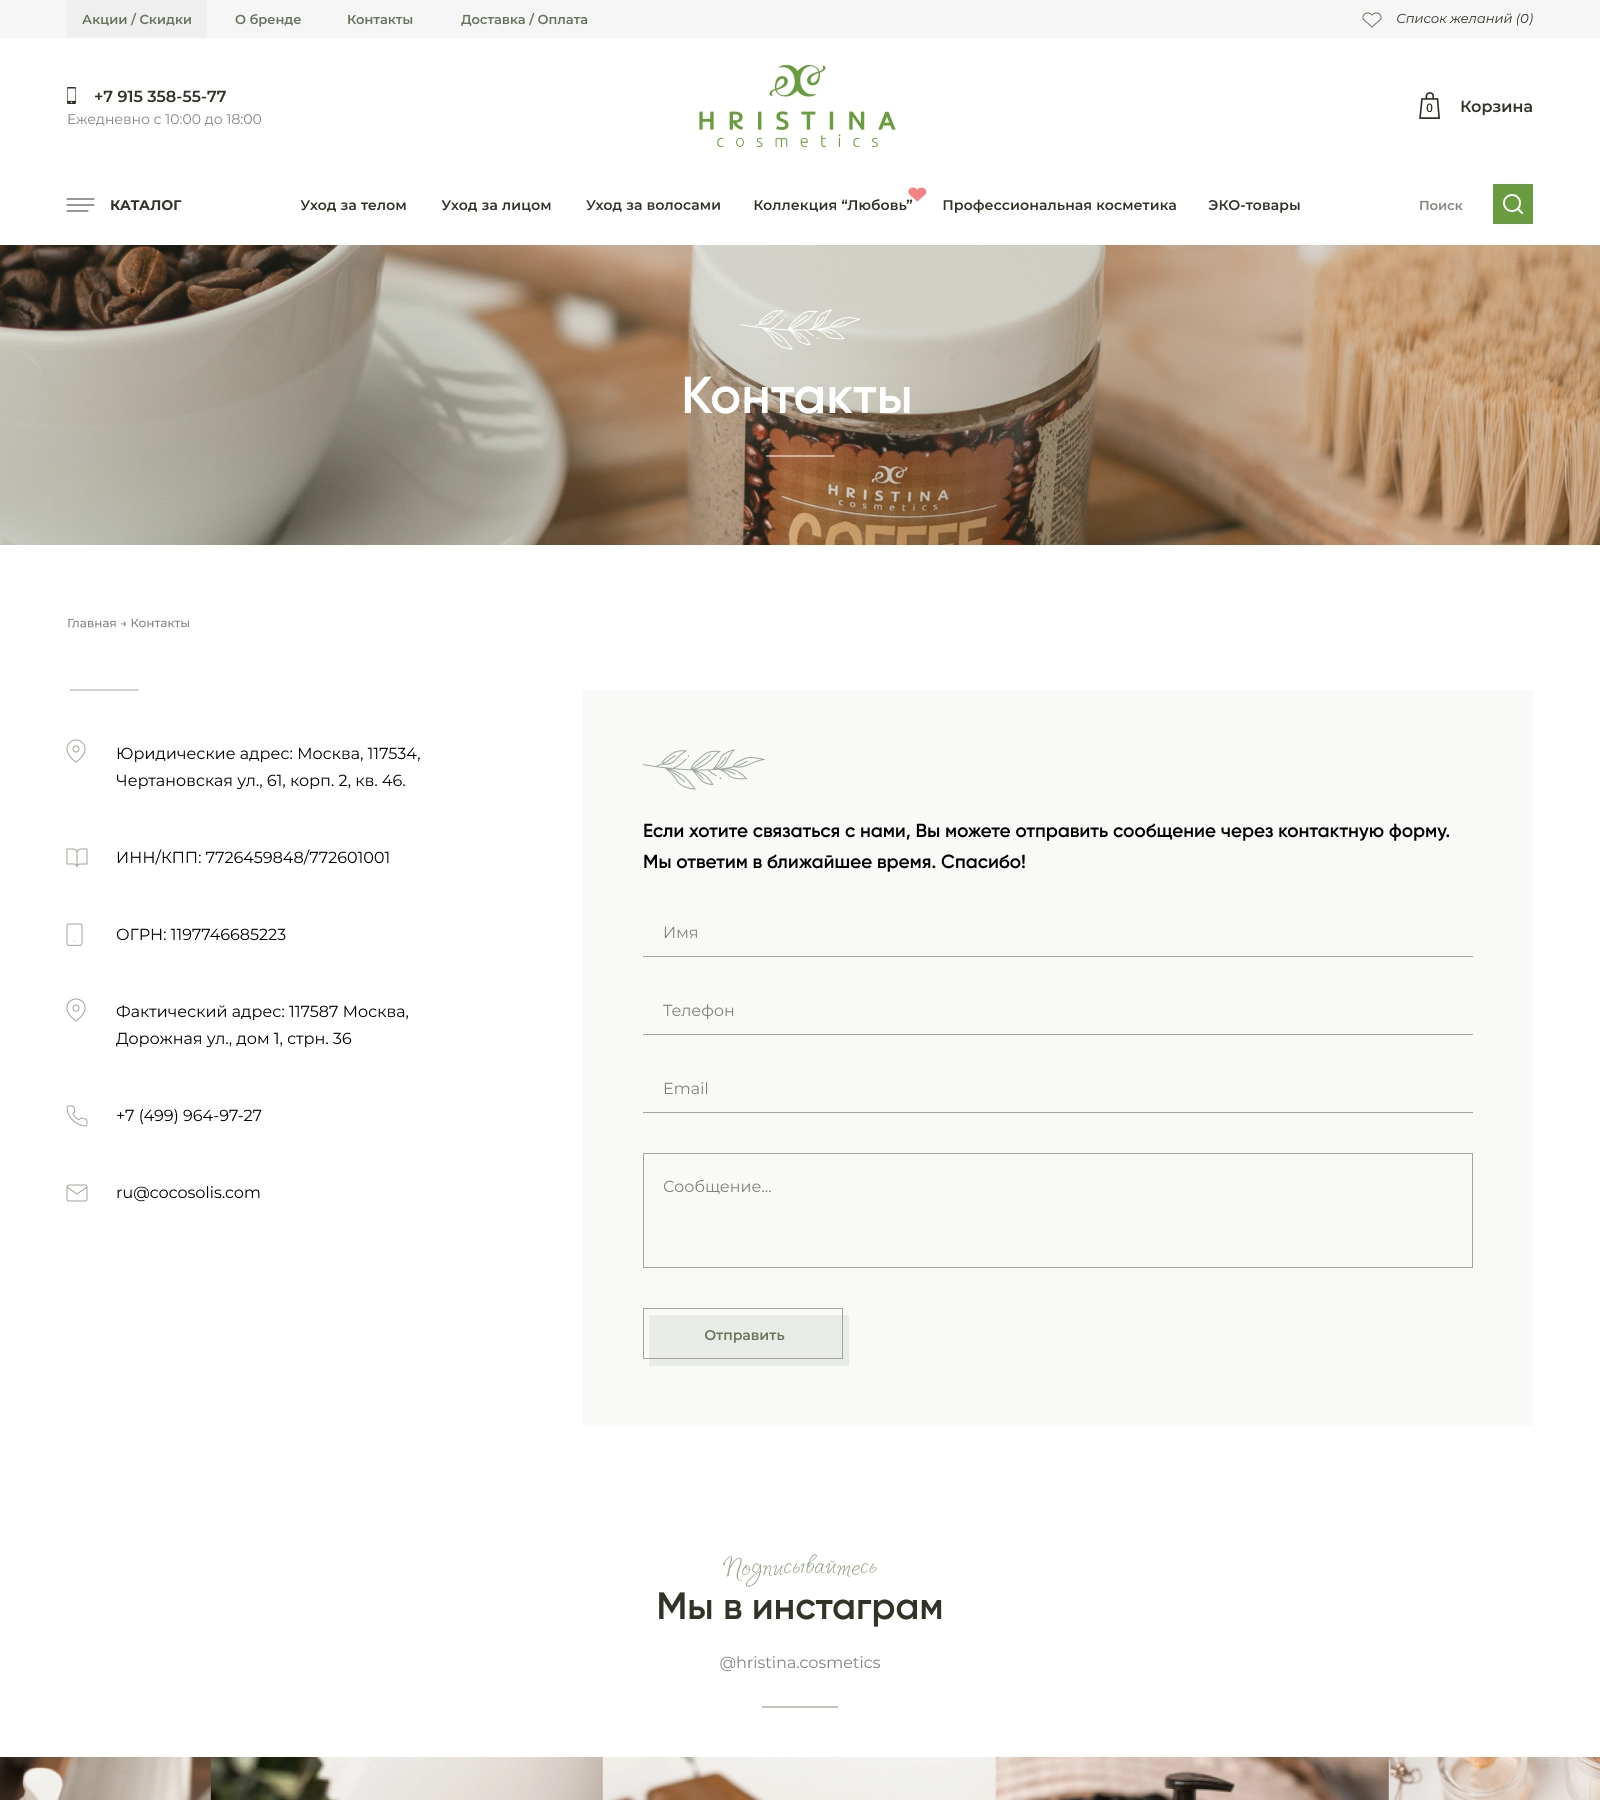 Акции / Скидки
О бренде
Контакты
Доставка / Оплата
Список желаний (0)
+7 915 358-55-77
Ежедневно с 10:00 до 18:00
HRISTINA
cosmetics
0
Корзина
КАТАЛОГ
Уход за телом
Уход за лицом
Уход за волосами
Коллекция “Любовь”
Профессиональная косметика
ЭКО-товары
Поиск
Контакты
HRISTINA
cosmetics
COFFEE
Главная → Контакты
Юридические адрес: Москва, 117534,
Чертановская ул., 61, корп. 2, кв. 46.
ИНН/КПП: 7726459848/772601001
ОГРН: 1197746685223
Фактический адрес: 117587 Москва,
Дорожная ул., дом 1, стрн. 36
+7 (499) 964-97-27
ru@cocosolis.com
Если хотите связаться с нами, Вы можете отправить сообщение через контактную форму.
Мы ответим в ближайшее время. Спасибо!
Имя
Телефон
Email
Сообщение...
Отправить
Подписывайтесь
Мы в инстаграм
@hristina.cosmetics